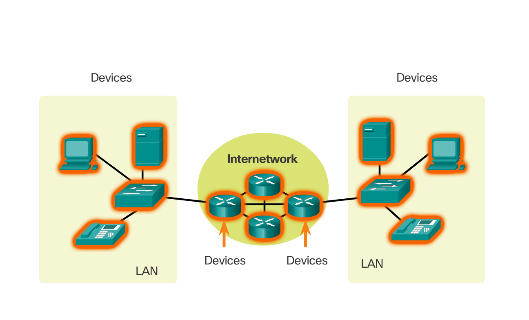 Devices
Devices
Internetwork
Devices
Devices
LAN
LAN